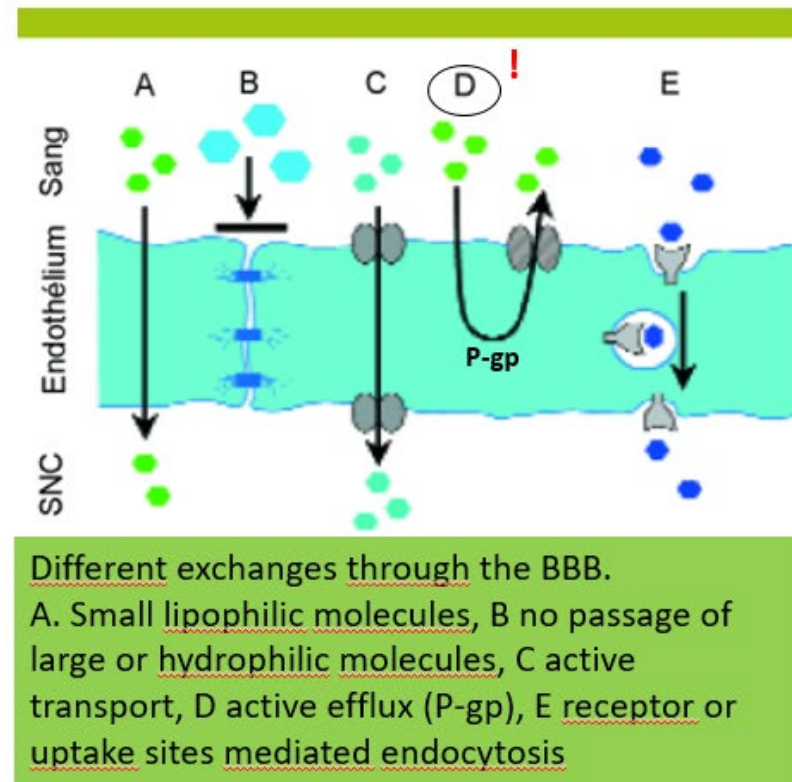 A B C D ! E
Sang
Endothélium
SNC
P-gp
Different exchanges through the BBB.
A. Small lipophilic molecules, B no passage of
large or hydrophilic molecules, C active
transport, D active efflux (P-gp), E receptor or
uptake sites mediated endocytosis